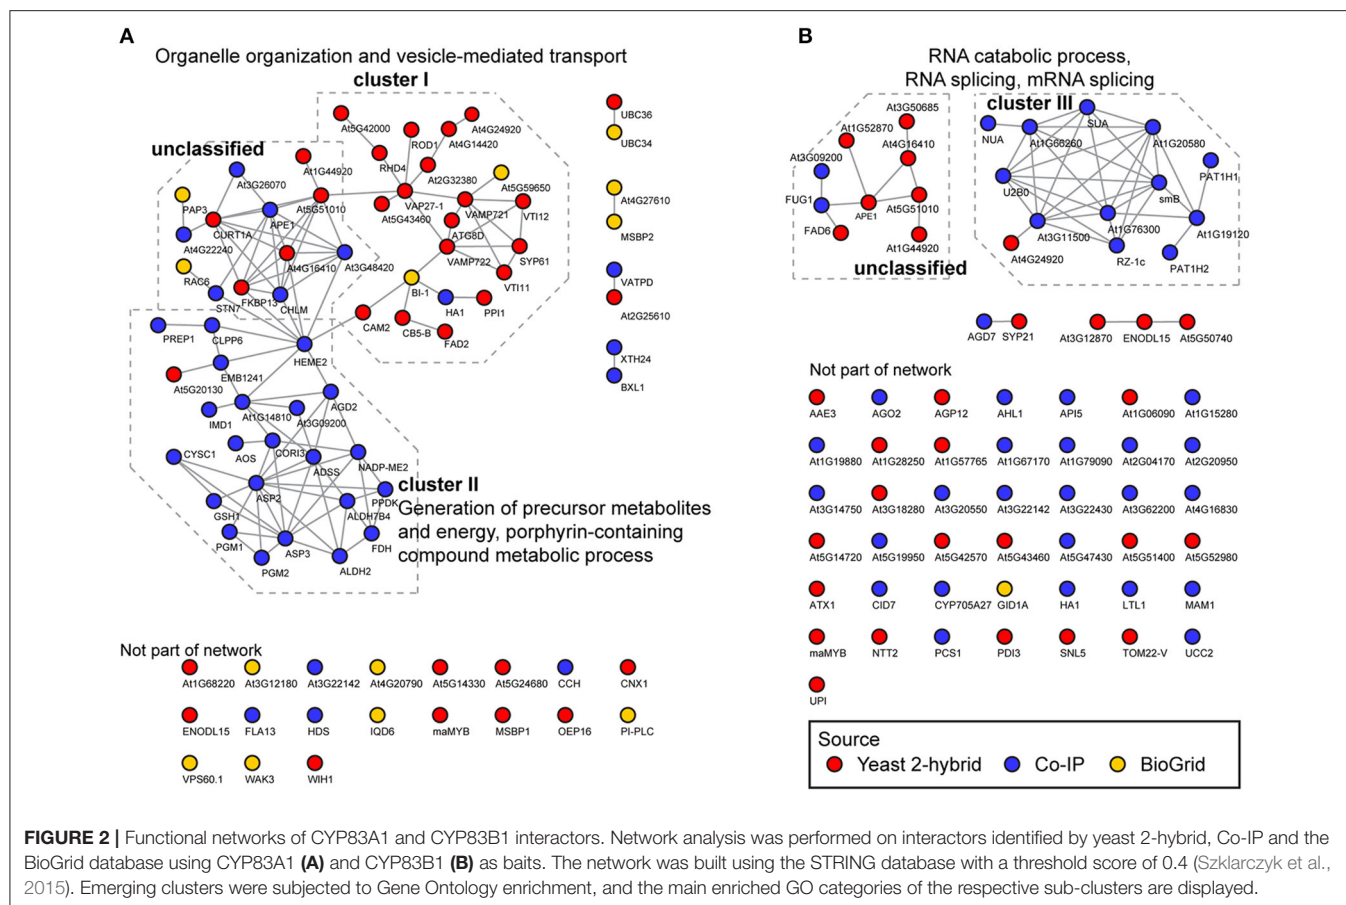 A
Organelle organization and vesicle-mediated transport
cluster I
unclassified
At5G42000
ROD1
At4G24920
At4G14420
RHD4
At2G32380
At1G44920
At3G26070
At5G51010
VAP27-1
At5G43460
At5G59650
VAMP721
VTI12
ATG8D
PAP3
CURT1A
APE1
At4G22240
At4G16410
At3G48420
VAMP722
SYP61
VTI11
RAG6
STN7
FKBP13
CHLM
BI-1
HA1
PPI1
CAM2
CB5-B
FAD2
PREP1
CLPP6
HEME2
EMB1241
At5G20130
AGD2
IMD1
At1G14810
At3G09200
CYSC1
AOS
CORI3
ADSS
NADP-ME2
cluster II
Generation of precursor metabolites
and energy, porphyrin-containing
compound metabolic process
ASP2
PPDK
GSH1
ALDH7B4
PGM1
ASP3
FDH
PGM2
ALDH2
UBC36
UBC34
At4G27610
MSBP2
VATPD
At2G25610
XTH24
BXL1
Not part of network
At1G68220 At3G12180 At3G22142 At4G20790 At5G14330 At5G24680 CCH CNX1
ENODL15 FLA13 HDS IQD6 maMYB MSBP1 OEP16 PI-PLC
VPS60.1 WAK3 WIH1
B
RNA catabolic process,
RNA splicing, mRNA splicing
cluster III
At3G50685
At1G52870
At4G16410
At3G09200
FUG1
APE1
At5G51010
FAD6
At1G44920
unclassified
SUA
NUA
At1G66260
At1G20580
PAT1H1
U2B0
smB
At3G11500
At1G76300
At1G19120
At4G24920
RZ-1c
PAT1H2
AGD7 SYP21
At3G12870 ENODL15 At5G50740
Not part of network
AAE3 AGO2 AGP12 AHL1 API5 At1G06090 At1G15280
At1G19880 At1G28250 At1G57765 At1G67170 At1G79090 At2G04170 At2G20950
At3G14750 At3G18280 At3G20550 At3G22142 At3G22430 At3G62200 At4G16830
At5G14720 At5G19950 At5G42570 At5G43460 At5G47430 At5G51400 At5G52980
ATX1 CID7 CYP705A27 GID1A HA1 LTL1 MAM1
maMYB NTT2 PCS1 PDI3 SNL5 TOM22-V UCC2
UPI
Source
Yeast 2-hybrid Co-IP BioGrid
FIGURE 2 | Functional networks of CYP83A1 and CYP83B1 interactors. Network analysis was performed on interactors identified by yeast 2-hybrid, Co-IP and the
BioGrid database using CYP83A1 (A) and CYP83B1 (B) as baits. The network was built using the STRING database with a threshold score of 0.4 (Szklarczyk et al.,
2015). Emerging clusters were subjected to Gene Ontology enrichment, and the main enriched GO categories of the respective sub-clusters are displayed.